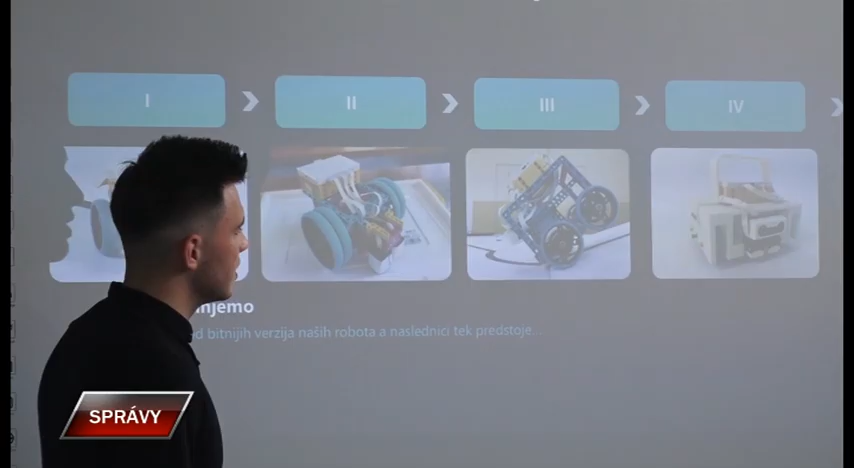 I
II
III
IV
njemo
d bitnijih verzija naših robota a naslednici tek predstoje...
SPRÁVY